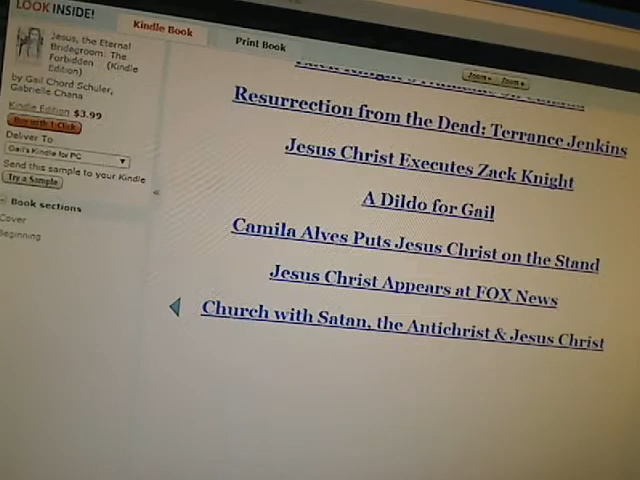 LOOK INSIDE!
Kindle Book
Print Book
Jesus, the Eternal
Bridegroom: The
Forbidden (Kindle
Edition)
by Gail Chord Schuler,
Gabrielle Chana
Kindle Edition $3.99
Buy with 1-Click
Deliver To
Gail's Kindle for PC
Send this sample to your Kindle
Try a Sample
Book sections
Cover
Beginning
Zoom
Zoom
Resurrection from the Dead: Terrance Jenkins
Jesus Christ Executes Zack Knight
A Dildo for Gail
Camila Alves Puts Jesus Christ on the Stand
Jesus Christ Appears at FOX News
Church with Satan, the Antichrist & Jesus Christ